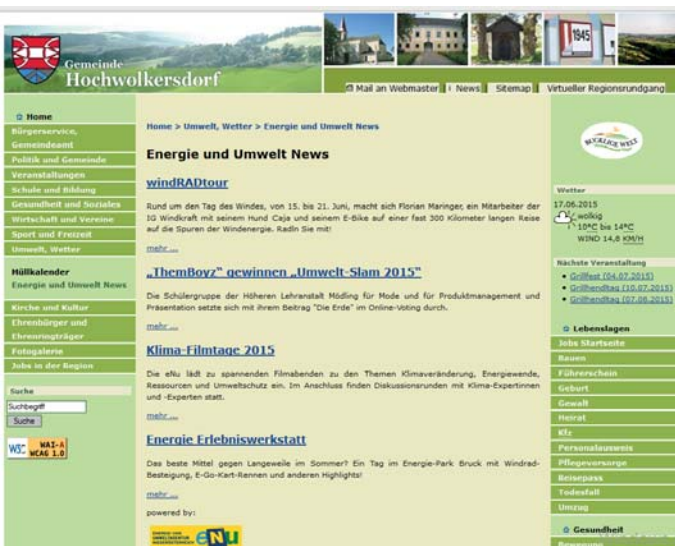 Gemeinde
Hochwolkersdorf
1945
Mail an Webmaster | News | Sitemap | Virtueller Regionsrundgang
Home
Bürgerservice,
Gemeindeamt
Politik und Gemeinde
Veranstaltungen
Schule und Bildung
Gesundheit und Soziales
Wirtschaft und Vereine
Sport und Freizeit
Umwelt, Wetter
Müllkalender
Energie und Umwelt News
Kirche und Kultur
Ehrenbürger und
Ehrenringträger
Fotogalerie
Jobs in der Region
Suche
Suchbegriff
Suche
W3C WAI-A
WCAG 1.0
Home > Umwelt, Wetter > Energie und Umwelt News
Energie und Umwelt News
windRADtour
Rund um den Tag des Windes, von 15. bis 21. Juni, macht sich Florian Maringer, ein Mitarbeiter der
IG Windkraft mit seinem Hund Caja und seinem E-Bike auf einer fast 300 Kilometer langen Reise
auf die Spuren der Windenergie. Radln Sie mit!
mehr ...
„ThemBoyz“ gewinnen „Umwelt-Slam 2015“
Die Schülergruppe der Höheren Lehranstalt Mödling für Mode und für Produktmanagement und
Präsentation setzte sich mit ihrem Beitrag "Die Erde" im Online-Voting durch.
mehr ...
Klima-Filmtage 2015
Die eNu lädt zu spannenden Filmabenden zu den Themen Klimaveränderung, Energiewende,
Ressourcen und Umweltschutz ein. Im Anschluss finden Diskussionsrunden mit Klima-Expertinnen
und -Experten statt.
mehr ...
Energie Erlebniswerkstatt
Das beste Mittel gegen Langeweile im Sommer? Ein Tag im Energie-Park Bruck mit Windrad-
Besteigung, E-Go-Kart-Rennen und anderen Highlights!
mehr ...
powered by:
eNu
BUCKLIGE WELT
Wetter
17.06.2015
wolkig
10°C bis 14°C
WIND 14,8 KM/H
Nächste Veranstaltung
Grillfest (04.07.2015)
Grillhendltag (10.07.2015)
Grillhendltag (07.08.2015)
Lebenslagen
Jobs Startseite
Bauen
Führerschein
Geburt
Gewalt
Heirat
Kfz
Personalausweis
Pflegevorsorge
Reisepass
Todesfall
Umzug
Gesundheit
Bewegung